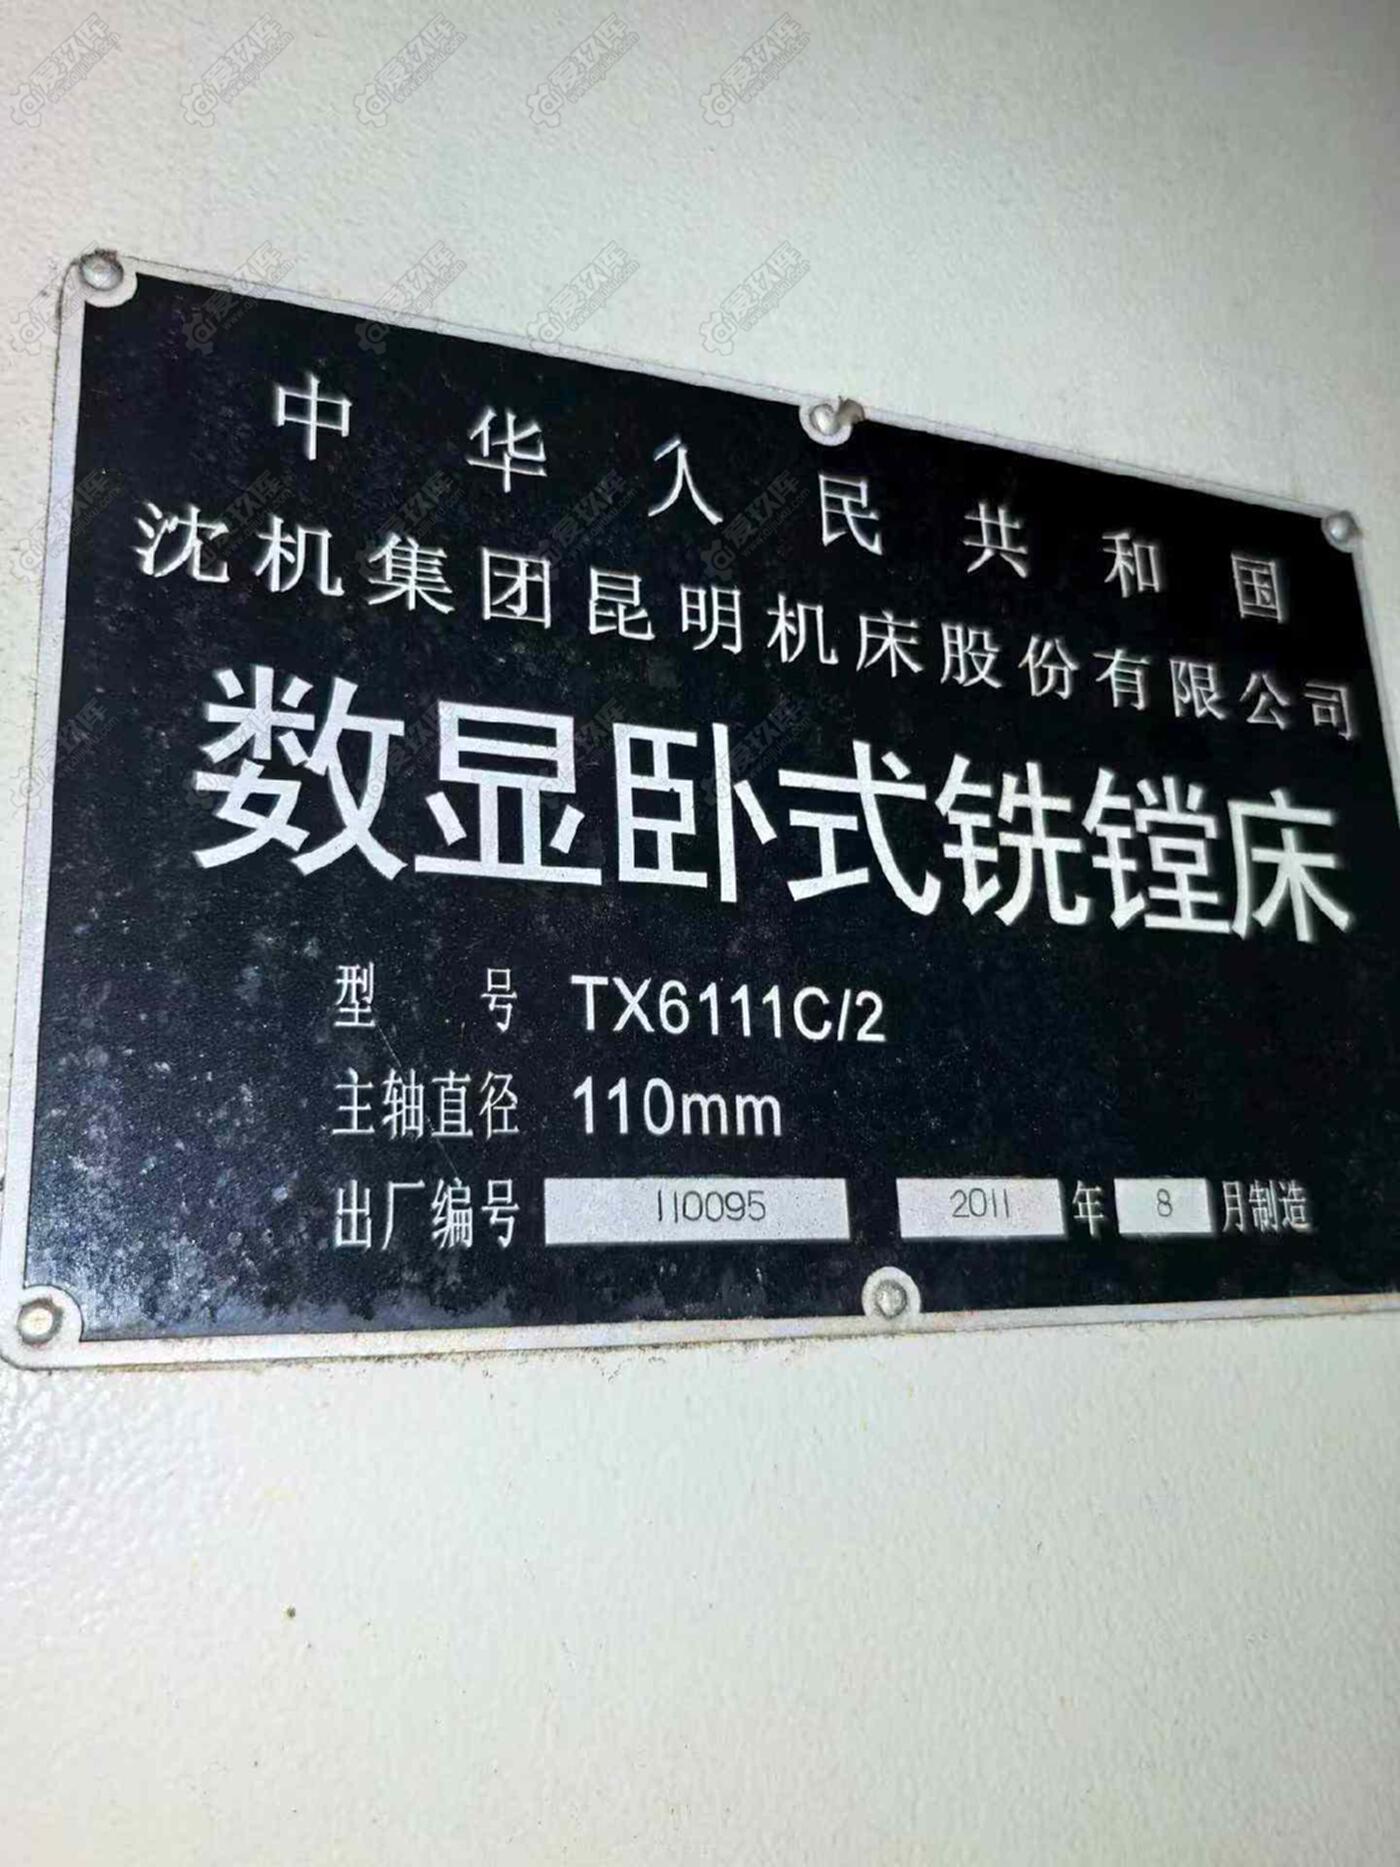 中华人民共和国
沈机集团昆明机床股份有限公司
数显卧式铣镗床
型号 TX6111C/2
主轴直径 110mm
出厂编号 110095 2011 年 8 月制造